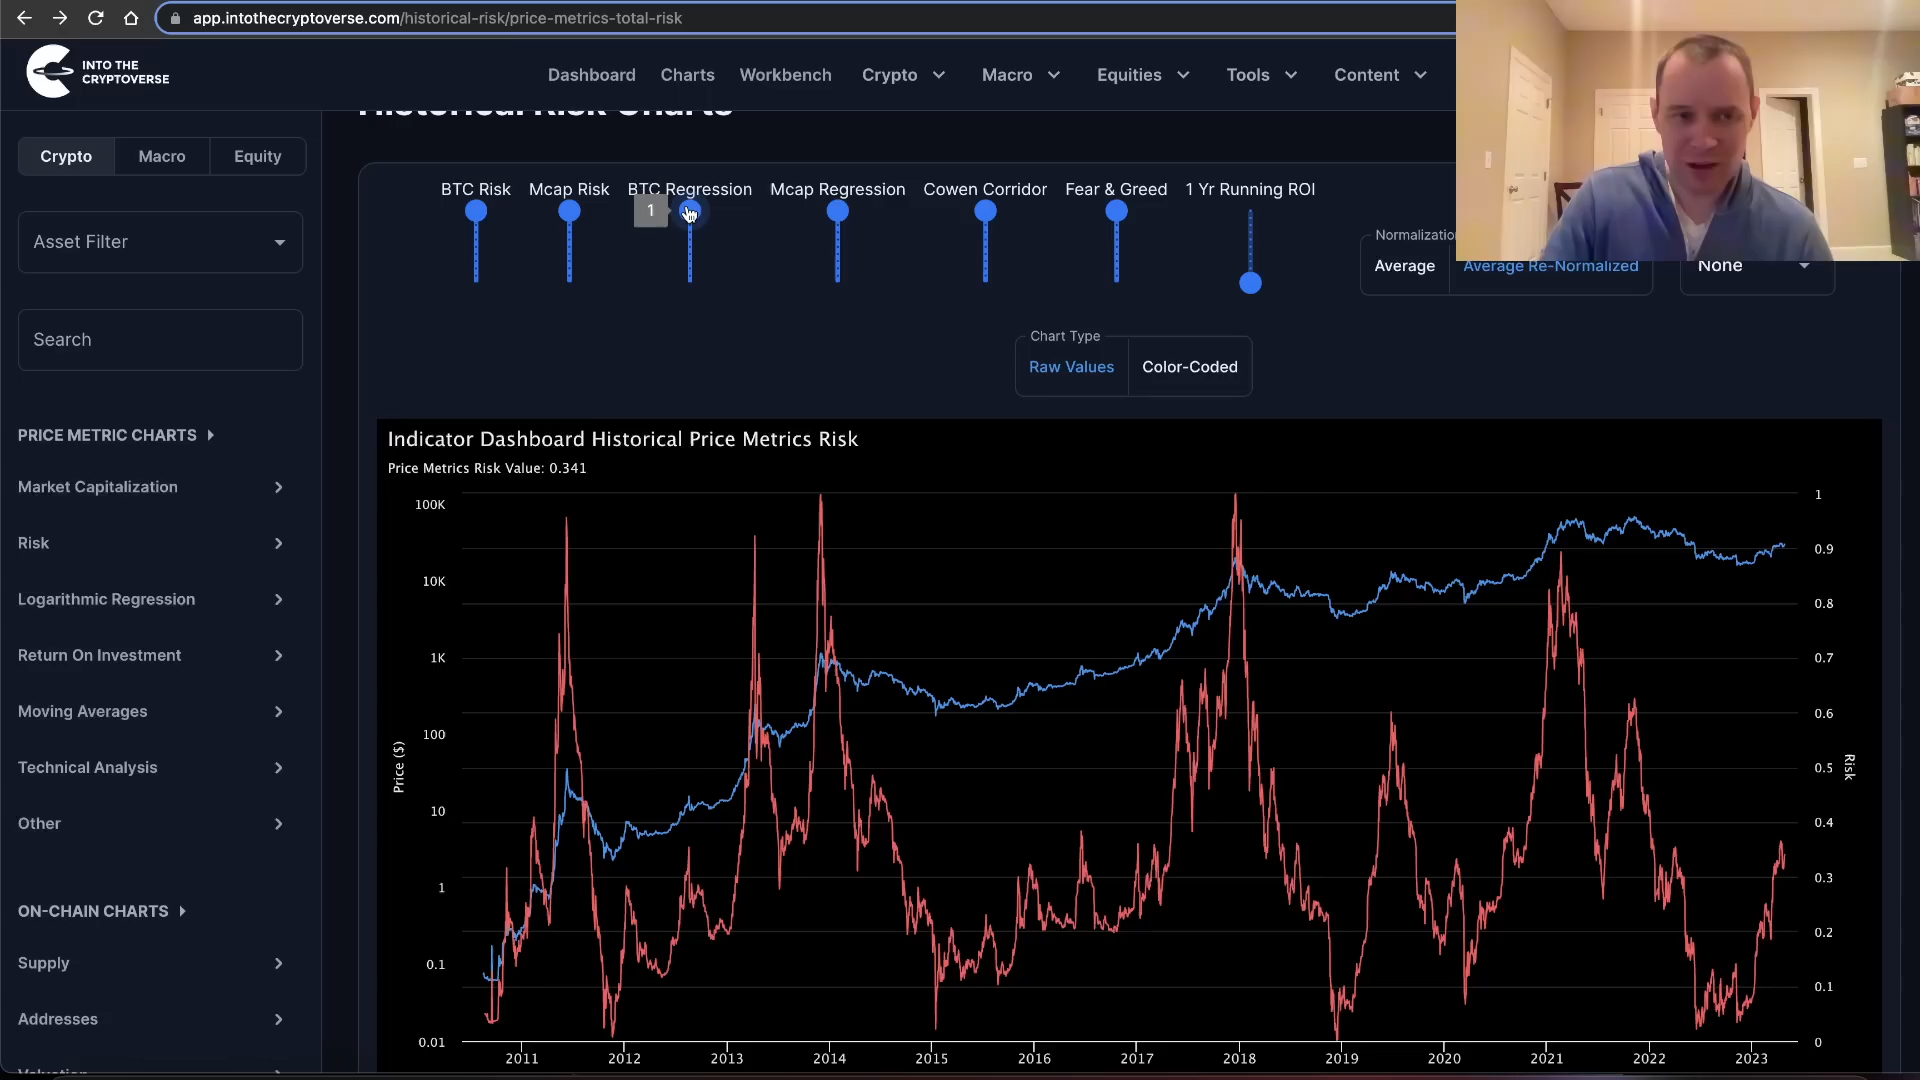 app.intothecryptoverse.com/historical-risk/price-metrics-total-risk
INTO THE
CRYPTOVERSE
Dashboard Charts Workbench Crypto Macro Equities Tools Content
Historical Risk Charts
Crypto Macro Equity
Asset Filter
Search
PRICE METRIC CHARTS
Market Capitalization
Risk
Logarithmic Regression
Return On Investment
Moving Averages
Technical Analysis
Other
ON-CHAIN CHARTS
Supply
Addresses
Valuation
BTC Risk Mcap Risk BTC Regression Mcap Regression Cowen Corridor Fear & Greed 1 Yr Running ROI
1
Normalizatio
Average Average Re-Normalized None
Chart Type
Raw Values Color-Coded
Indicator Dashboard Historical Price Metrics Risk
Price Metrics Risk Value: 0.341
100K
10K
1K
100
10
1
0.1
0.01
Price ($)
1
0.9
0.8
0.7
0.6
0.5
0.4
0.3
0.2
0.1
0
Risk
2011 2012 2013 2014 2015 2016 2017 2018 2019 2020 2021 2022 2023